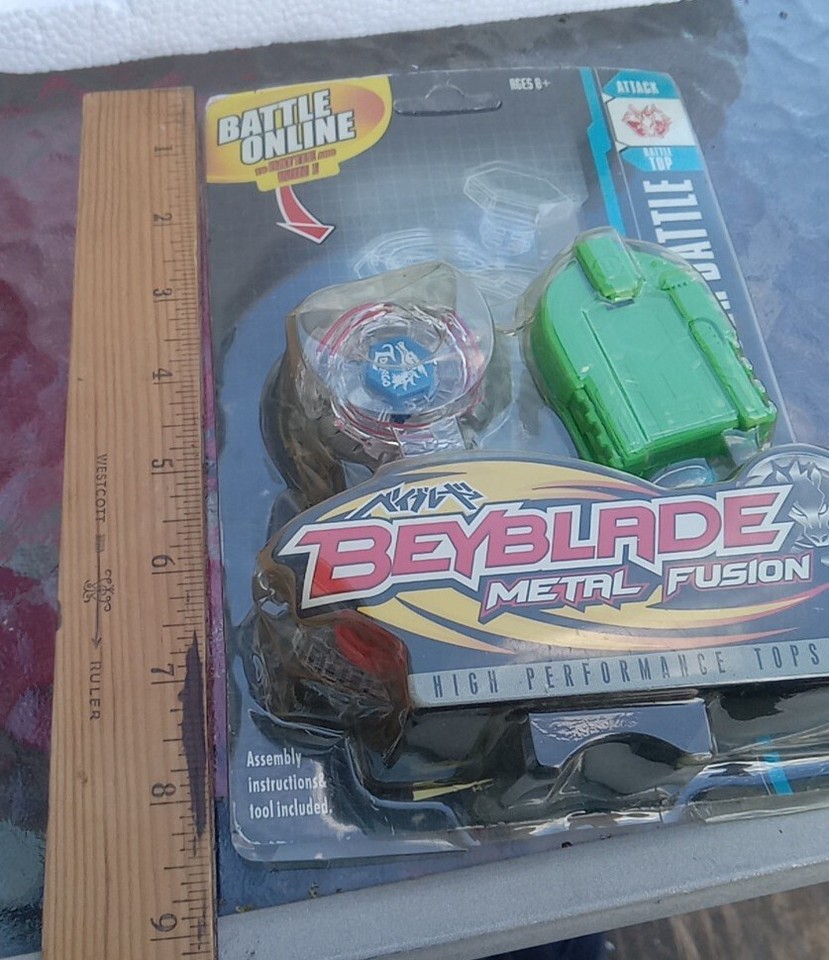 BATTLE
ONLINE
AGES 8+
ATTACK
BATTLE
TOP
BATTLE
ベイブレード
BEYBLADE
METAL FUSION
HIGH PERFORMANCE TOPS
Assembly
instructions&
tool included.
1
2
3
4
5
6
7
8
9
WESTCOTT
RULER